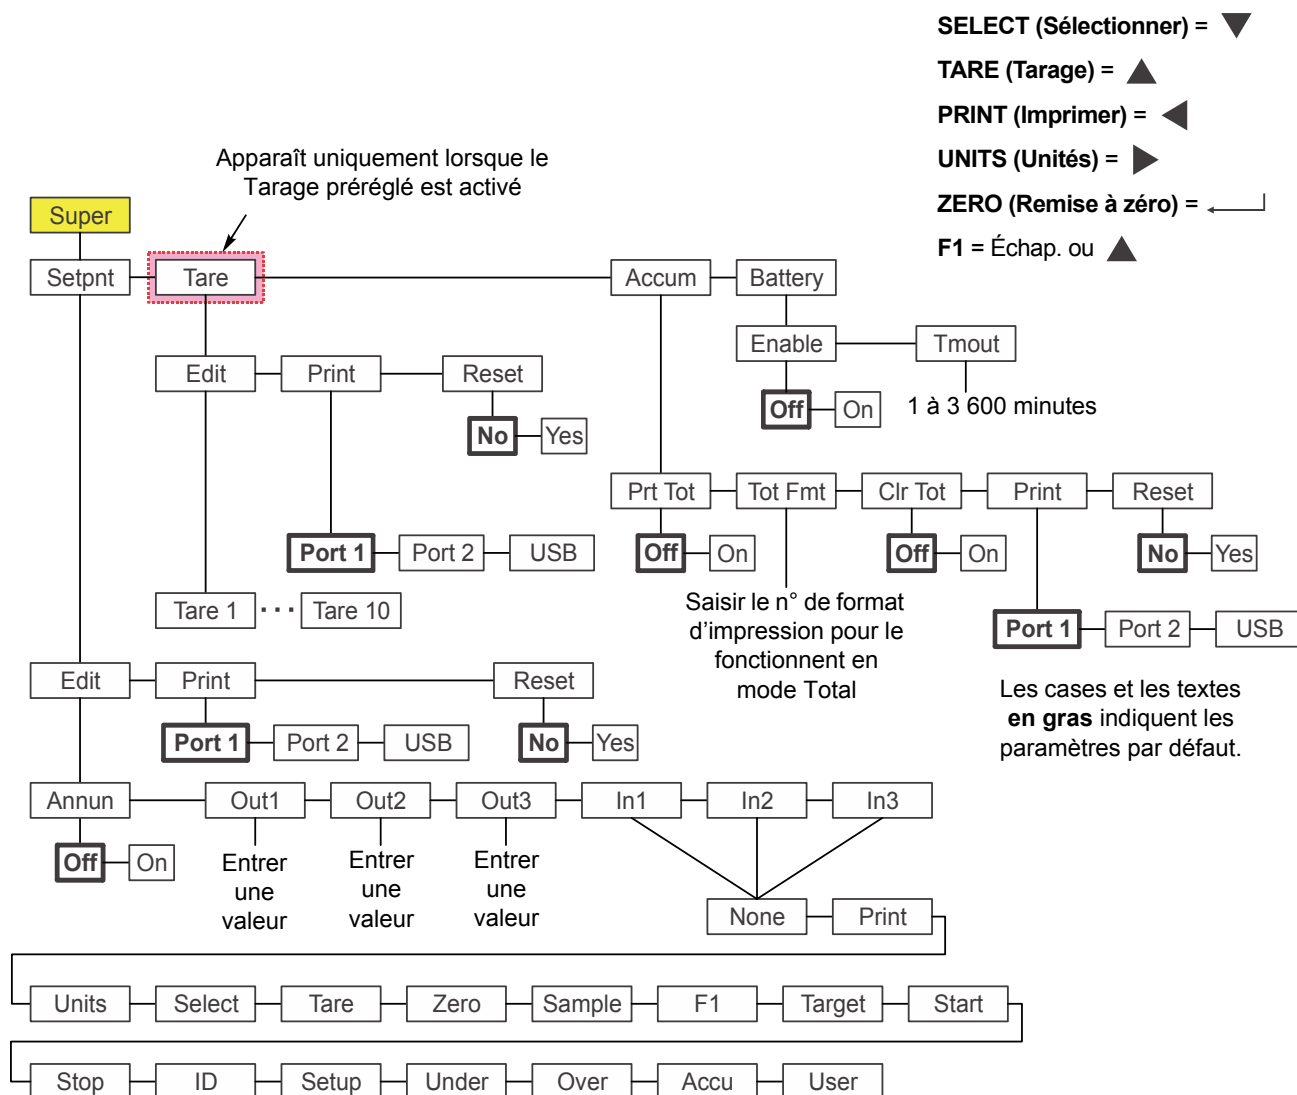 SELECT (Sélectionner) =
TARE (Tarage) =
PRINT (Imprimer) =
UNITS (Unités) =
ZERO (Remise à zéro) =
F1 = Échap. ou
Apparaît uniquement lorsque le
Tarage préréglé est activé
Super
Setpnt Tare Accum Battery
Enable Tmout
Off On 1 à 3 600 minutes
Edit Print Reset
No Yes
Prt Tot Tot Fmt Clr Tot Print Reset
Off On Off On No Yes
Port 1 Port 2 USB
Saisir le n° de format
d'impression pour le
fonctionnent en
mode Total
Tare 1 ··· Tare 10
Port 1 Port 2 USB
Les cases et les textes
en gras indiquent les
paramètres par défaut.
Edit Print Reset
Port 1 Port 2 USB No Yes
Annun Out1 Out2 Out3 In1 In2 In3
Off On
Entrer
une
valeur
Entrer
une
valeur
Entrer
une
valeur
None Print
Units Select Tare Zero Sample F1 Target Start
Stop ID Setup Under Over Accu User